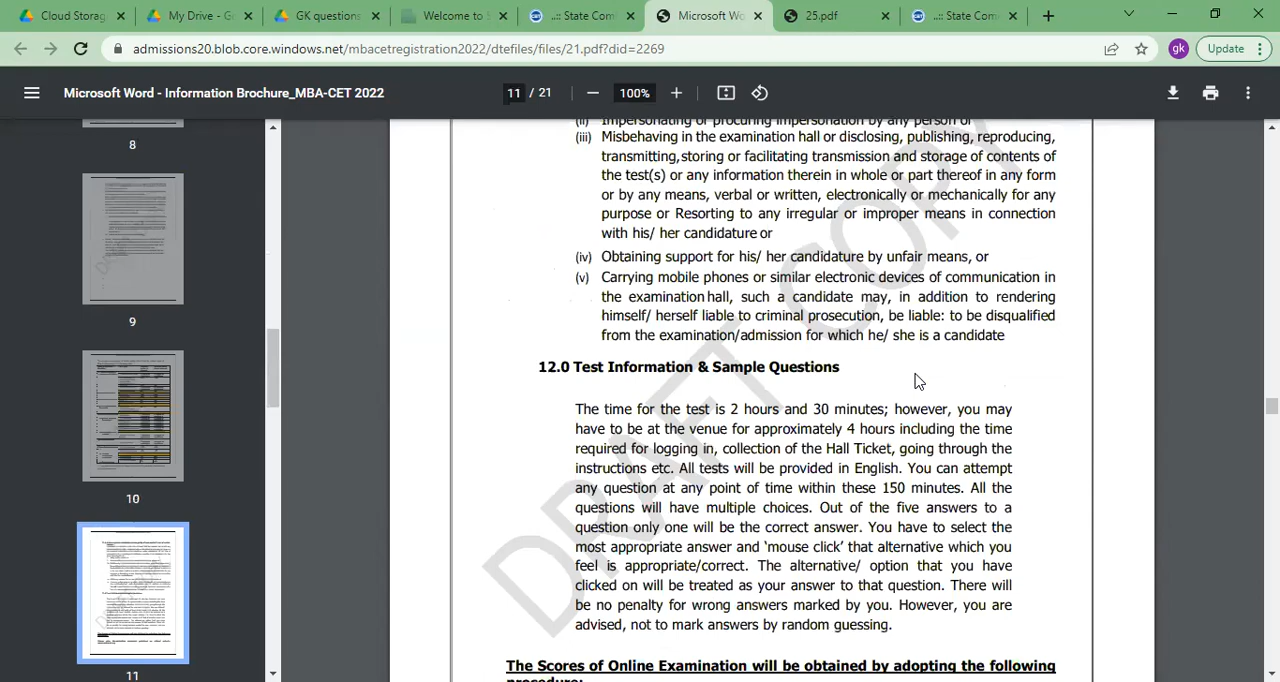 Cloud Storag
My Drive - G
GK questions
Welcome to S
..:: State Com
Microsoft Wo
25.pdf
..:: State Com
admissions20.blob.core.windows.net/mbacetregistration2022/dtefiles/files/21.pdf?did=2269
gk
Update
Microsoft Word - Information Brochure_MBA-CET 2022
11 / 21
100%
8
9
10
11
(ii) Impersonating or procuring impersonation by any person or
(iii) Misbehaving in the examination hall or disclosing, publishing, reproducing,
transmitting,storing or facilitating transmission and storage of contents of
the test(s) or any information therein in whole or part thereof in any form
or by any means, verbal or written, electronically or mechanically for any
purpose or Resorting to any irregular or improper means in connection
with his/ her candidature or
(iv) Obtaining support for his/ her candidature by unfair means, or
(v) Carrying mobile phones or similar electronic devices of communication in
the examination hall, such a candidate may, in addition to rendering
himself/ herself liable to criminal prosecution, be liable: to be disqualified
from the examination/admission for which he/ she is a candidate
12.0 Test Information & Sample Questions
The time for the test is 2 hours and 30 minutes; however, you may
have to be at the venue for approximately 4 hours including the time
required for logging in, collection of the Hall Ticket, going through the
instructions etc. All tests will be provided in English. You can attempt
any question at any point of time within these 150 minutes. All the
questions will have multiple choices. Out of the five answers to a
question only one will be the correct answer. You have to select the
most appropriate answer and 'mouse click' that alternative which you
feel is appropriate/correct. The alternative/ option that you have
clicked on will be treated as your answer to that question. There will
be no penalty for wrong answers marked by you. However, you are
advised, not to mark answers by random guessing.
The Scores of Online Examination will be obtained by adopting the following
procedure:
DRAFT COPY